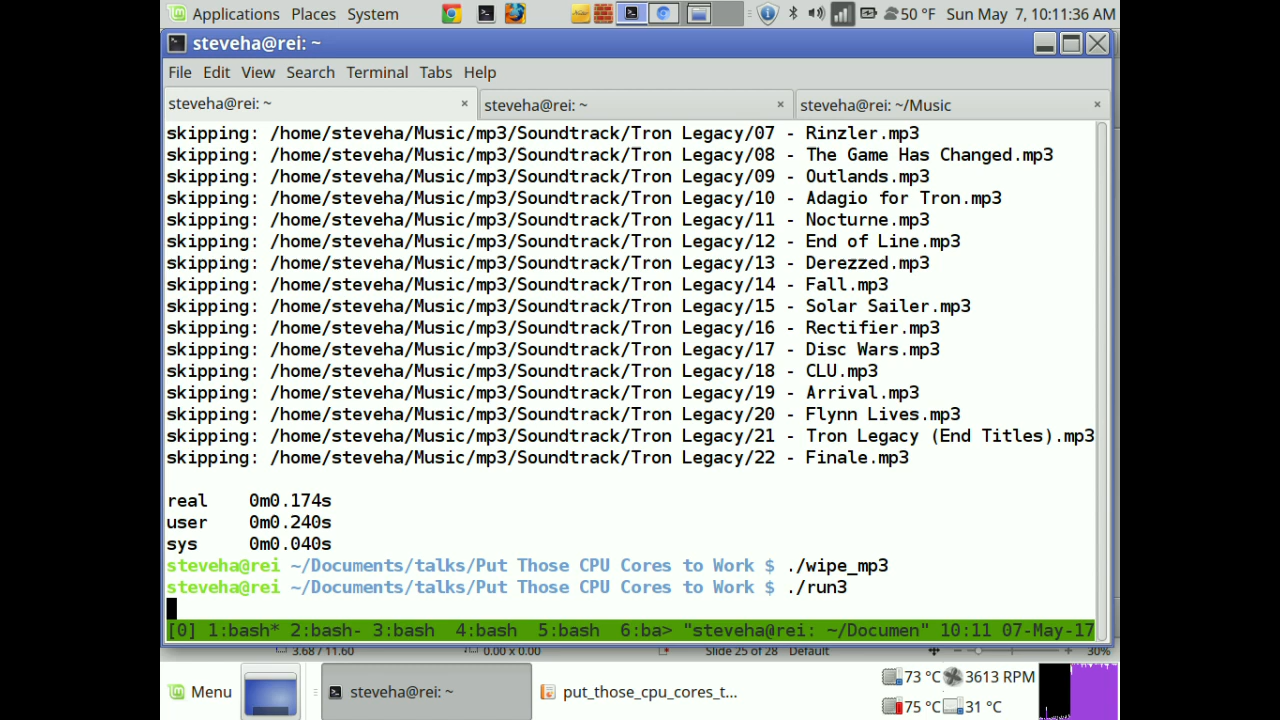 Applications Places System 50 °F Sun May 7, 10:11:36 AM
steveha@rei: ~
File Edit View Search Terminal Tabs Help
steveha@rei: ~ × steveha@rei: ~ × steveha@rei: ~/Music ×
skipping: /home/steveha/Music/mp3/Soundtrack/Tron Legacy/07 - Rinzler.mp3
skipping: /home/steveha/Music/mp3/Soundtrack/Tron Legacy/08 - The Game Has Changed.mp3
skipping: /home/steveha/Music/mp3/Soundtrack/Tron Legacy/09 - Outlands.mp3
skipping: /home/steveha/Music/mp3/Soundtrack/Tron Legacy/10 - Adagio for Tron.mp3
skipping: /home/steveha/Music/mp3/Soundtrack/Tron Legacy/11 - Nocturne.mp3
skipping: /home/steveha/Music/mp3/Soundtrack/Tron Legacy/12 - End of Line.mp3
skipping: /home/steveha/Music/mp3/Soundtrack/Tron Legacy/13 - Derezzed.mp3
skipping: /home/steveha/Music/mp3/Soundtrack/Tron Legacy/14 - Fall.mp3
skipping: /home/steveha/Music/mp3/Soundtrack/Tron Legacy/15 - Solar Sailer.mp3
skipping: /home/steveha/Music/mp3/Soundtrack/Tron Legacy/16 - Rectifier.mp3
skipping: /home/steveha/Music/mp3/Soundtrack/Tron Legacy/17 - Disc Wars.mp3
skipping: /home/steveha/Music/mp3/Soundtrack/Tron Legacy/18 - CLU.mp3
skipping: /home/steveha/Music/mp3/Soundtrack/Tron Legacy/19 - Arrival.mp3
skipping: /home/steveha/Music/mp3/Soundtrack/Tron Legacy/20 - Flynn Lives.mp3
skipping: /home/steveha/Music/mp3/Soundtrack/Tron Legacy/21 - Tron Legacy (End Titles).mp3
skipping: /home/steveha/Music/mp3/Soundtrack/Tron Legacy/22 - Finale.mp3
real 0m0.174s
user 0m0.240s
sys 0m0.040s
steveha@rei ~/Documents/talks/Put Those CPU Cores to Work $ ./wipe_mp3
steveha@rei ~/Documents/talks/Put Those CPU Cores to Work $ ./run3
[0] 1:bash* 2:bash- 3:bash 4:bash 5:bash 6:ba> "steveha@rei: ~/Documen" 10:11 07-May-17
3.68 / 11.60 0.00 x 0.00 Slide 25 of 28 Default 30%
Menu steveha@rei: ~ put_those_cpu_cores_t... 73 °C 3613 RPM
75 °C 31 °C